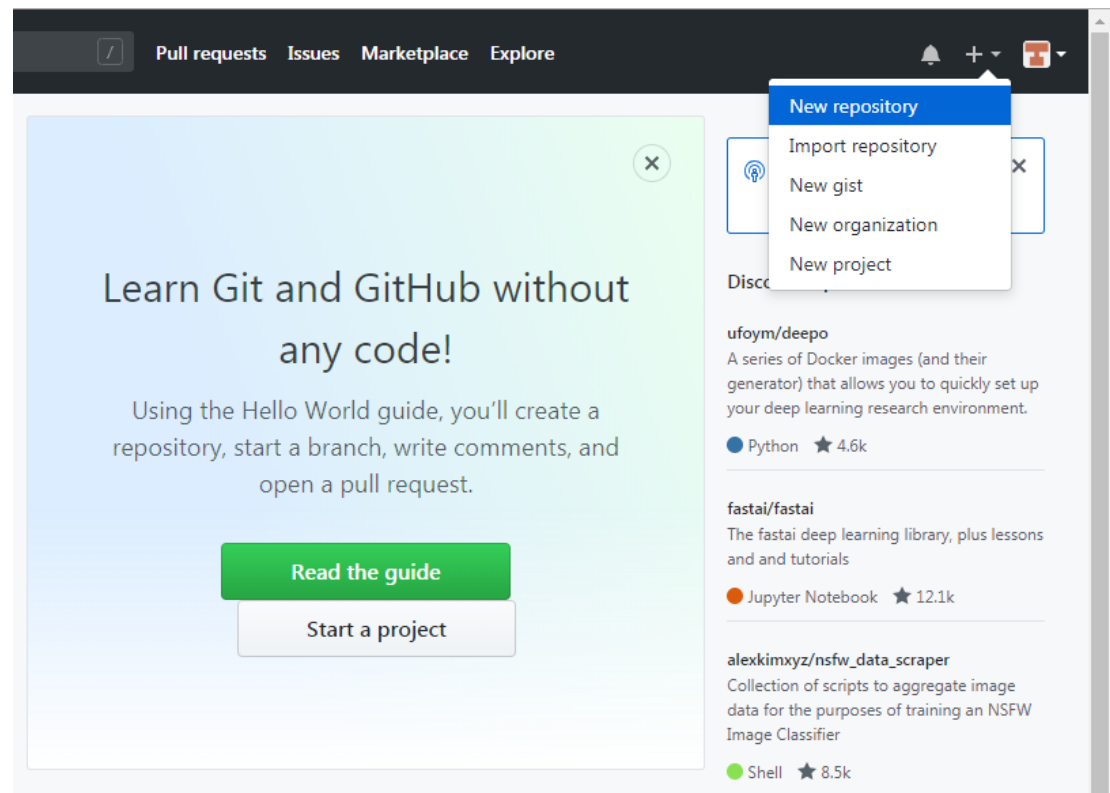 / Pull requests Issues Marketplace Explore
New repository
Import repository
New gist
New organization
New project
Learn Git and GitHub without
any code!
Using the Hello World guide, you'll create a
repository, start a branch, write comments, and
open a pull request.
Read the guide
Start a project
ufoym/deepo
A series of Docker images (and their
generator) that allows you to quickly set up
your deep learning research environment.
Python 4.6k
fastai/fastai
The fastai deep learning library, plus lessons
and and tutorials
Jupyter Notebook 12.1k
alexkimxyz/nsfw_data_scraper
Collection of scripts to aggregate image
data for the purposes of training an NSFW
Image Classifier
Shell 8.5k